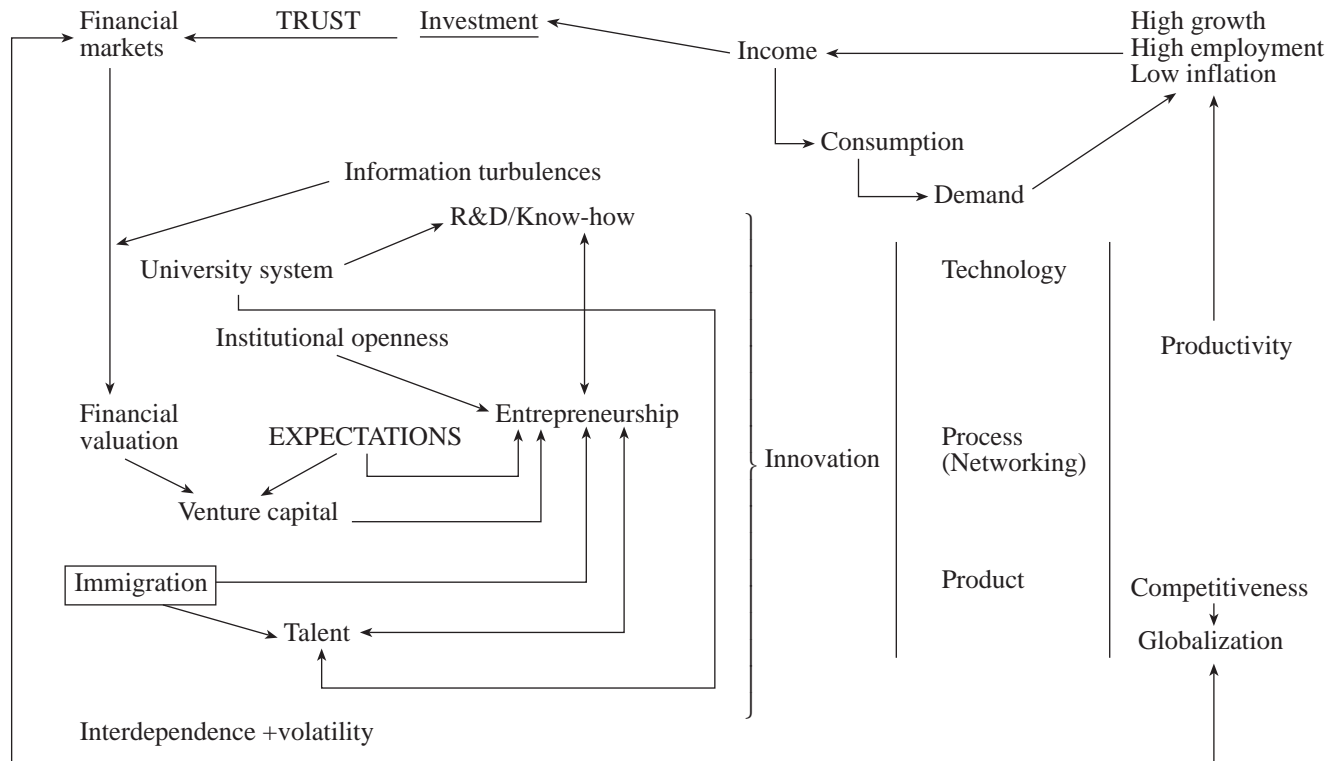 Financial
markets
TRUST
Investment
Income
High growth
High employment
Low inflation
Consumption
Demand
Information turbulences
R&D/Know-how
University system
Technology
Institutional openness
Productivity
Financial
valuation
EXPECTATIONS
Entrepreneurship
Innovation
Process
(Networking)
Venture capital
Immigration
Product
Competitiveness
Talent
Globalization
Interdependence +volatility